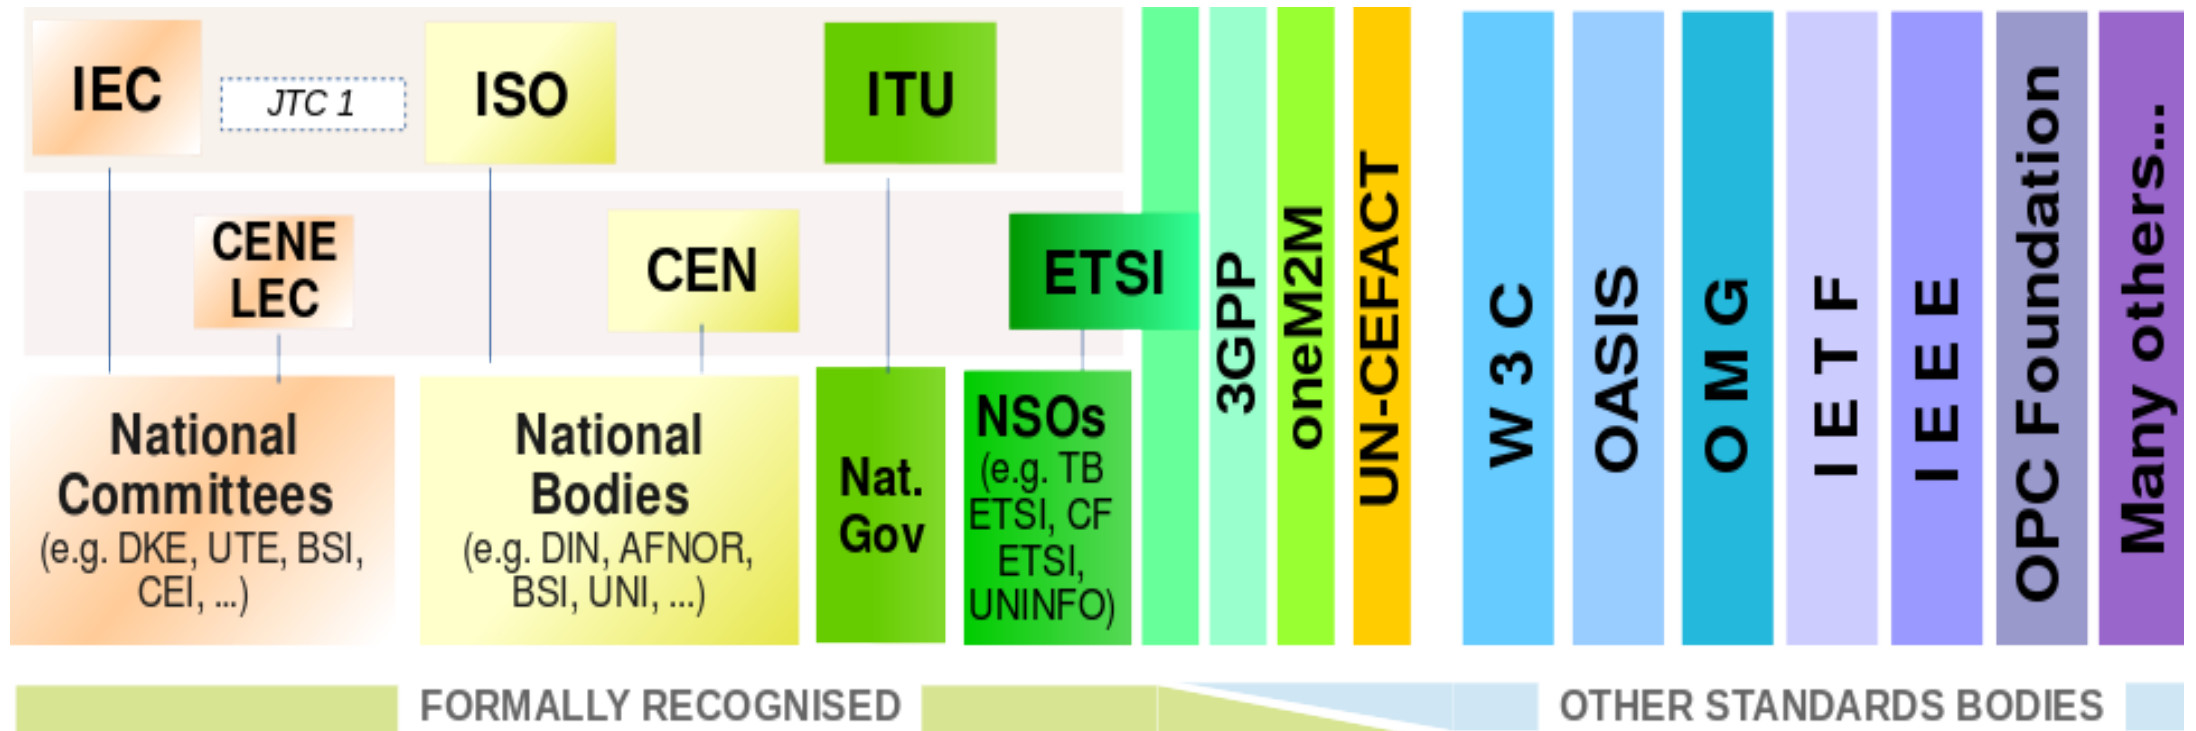 IEC
JTC 1
ISO
ITU
CENE
LEC
CEN
ETSI
National
Committees
(e.g. DKE, UTE, BSI,
CEI, ...)
National
Bodies
(e.g. DIN, AFNOR,
BSI, UNI, ...)
Nat.
Gov
NSOs
(e.g. TB
ETSI, CF
ETSI,
UNINFO)
3GPP
oneM2M
UN-CEFACT
W 3 C
OASIS
O M G
I E T F
I E E E
OPC Foundation
Many others...
FORMALLY RECOGNISED
OTHER STANDARDS BODIES